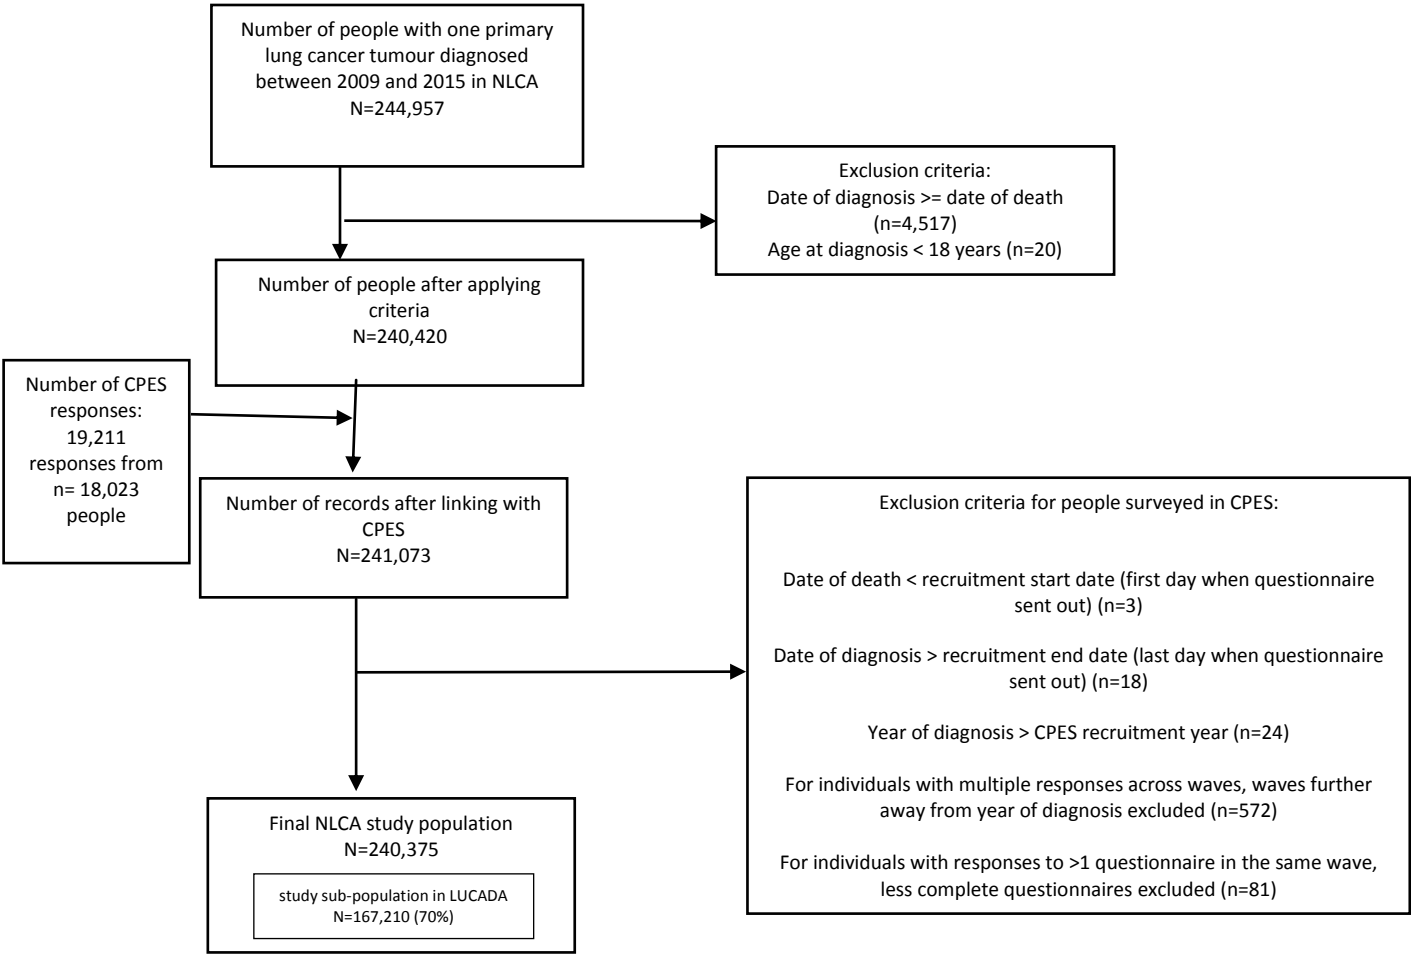 Number of people with one primary
lung cancer tumour diagnosed
between 2009 and 2015 in NLCA
N=244,957
Exclusion criteria:
Date of diagnosis >= date of death
(n=4,517)
Age at diagnosis < 18 years (n=20)
Number of people after applying
criteria
N=240,420
Number of CPES
responses:
19,211
responses from
n= 18,023
people
Number of records after linking with
CPES
N=241,073
Exclusion criteria for people surveyed in CPES:
Date of death < recruitment start date (first day when questionnaire
sent out) (n=3)
Date of diagnosis > recruitment end date (last day when questionnaire
sent out) (n=18)
Year of diagnosis > CPES recruitment year (n=24)
For individuals with multiple responses across waves, waves further
away from year of diagnosis excluded (n=572)
For individuals with responses to >1 questionnaire in the same wave,
less complete questionnaires excluded (n=81)
Final NLCA study population
N=240,375
study sub-population in LUCADA
N=167,210 (70%)